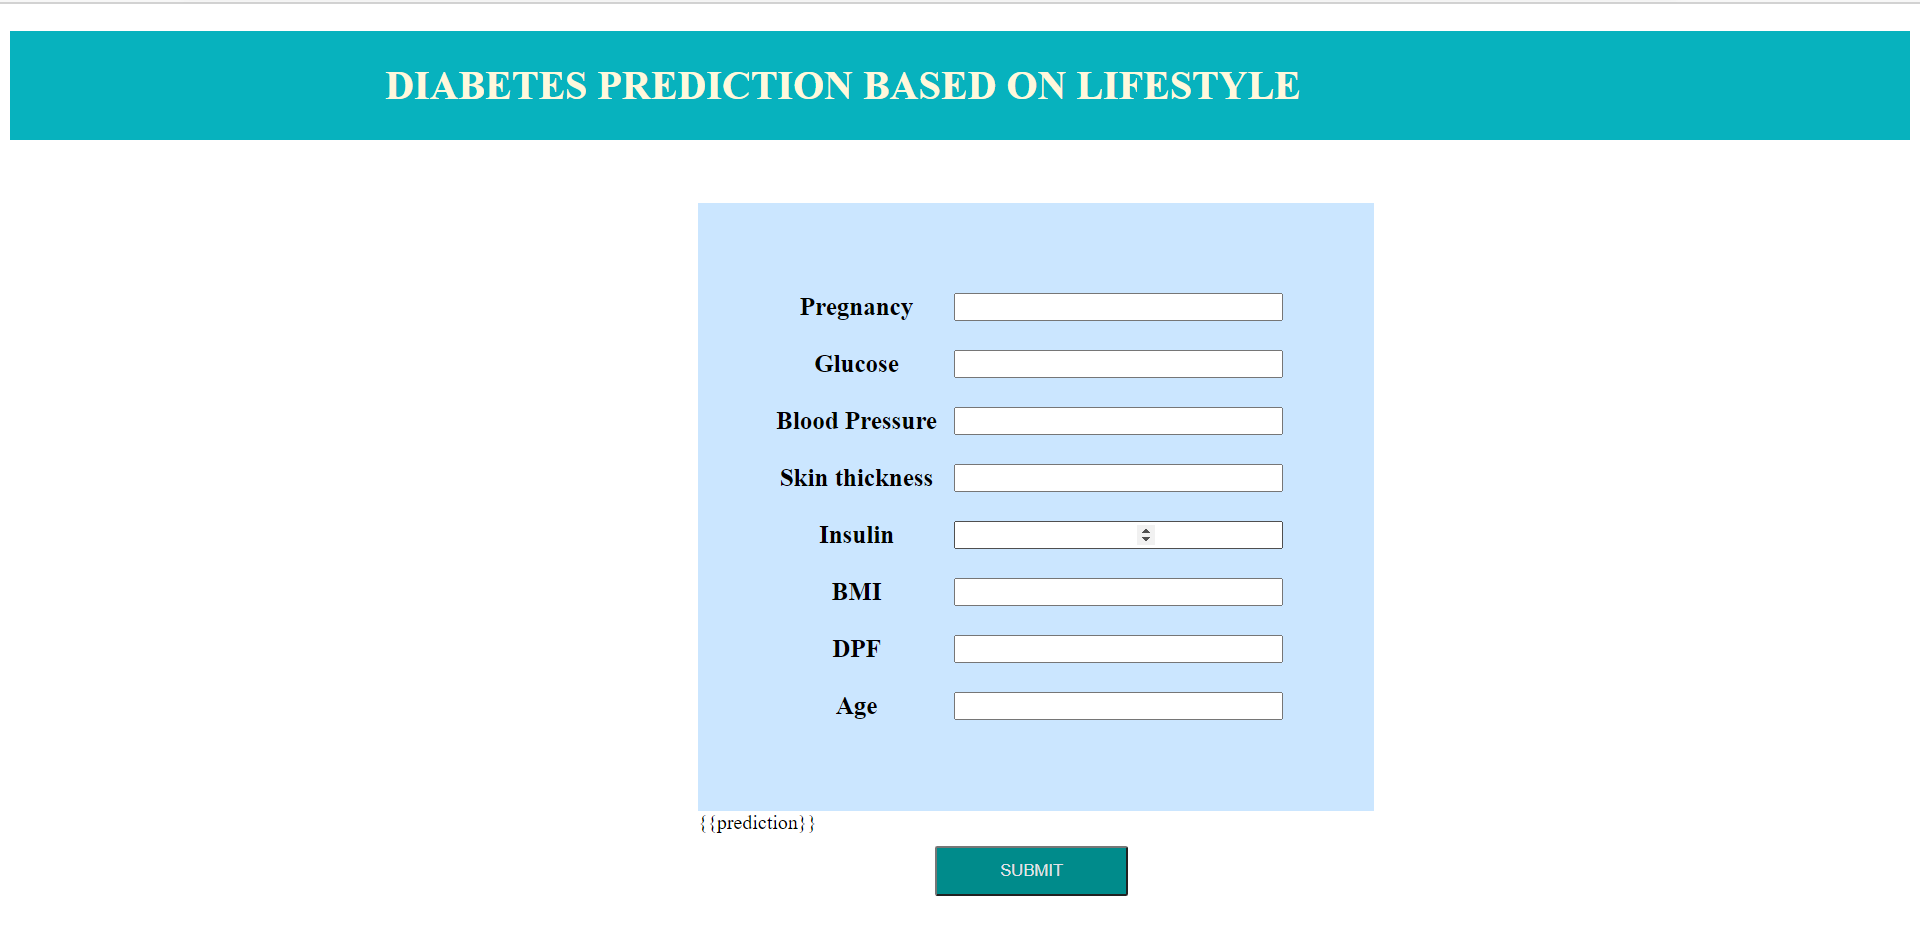 DIABETES PREDICTION BASED ON LIFESTYLE
Pregnancy
Glucose
Blood Pressure
Skin thickness
Insulin
BMI
DPF
Age
{{prediction}}
SUBMIT